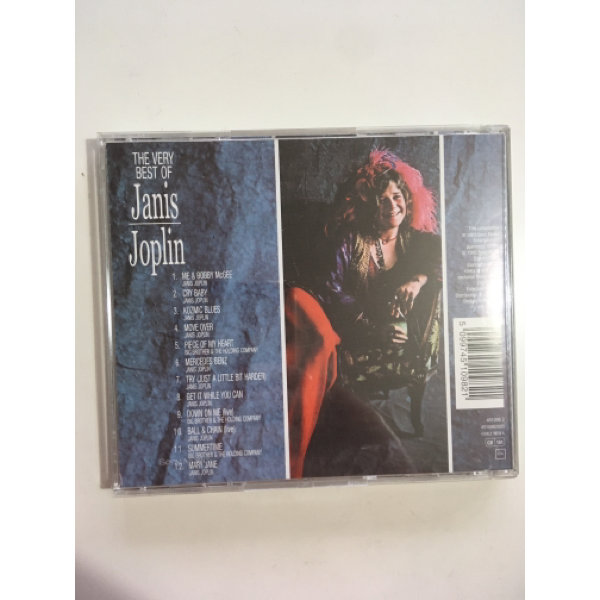 THE VERY
BEST OF
Janis
Joplin
1. ME & BOBBY McGEE
JANIS JOPLIN
2. CRY BABY
JANIS JOPLIN
3. KOZMIC BLUES
JANIS JOPLIN
4. MOVE OVER
JANIS JOPLIN
5. PIECE OF MY HEART
BIG BROTHER & THE HOLDING COMPANY
6. MERCEDES BENZ
JANIS JOPLIN
7. TRY (JUST A LITTLE BIT HARDER)
JANIS JOPLIN
8. GET IT WHILE YOU CAN
JANIS JOPLIN
9. DOWN ON ME (live)
BIG BROTHER & THE HOLDING COMPANY
10. BALL & CHAIN (live)
JANIS JOPLIN
11. SUMMERTIME
BIG BROTHER & THE HOLDING COMPANY
12. MARY JANE
JANIS JOPLIN
5 099745 109821